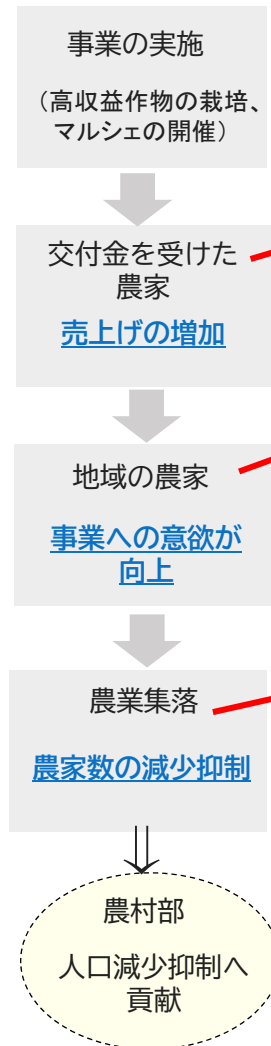 事業の実施
（高収益作物の栽培、
マルシェの開催）
交付金を受けた
農家
売上げの増加
地域の農家
事業への意欲が
向上
農業集落
農家数の減少抑制
農村部
人口減少抑制へ
貢献